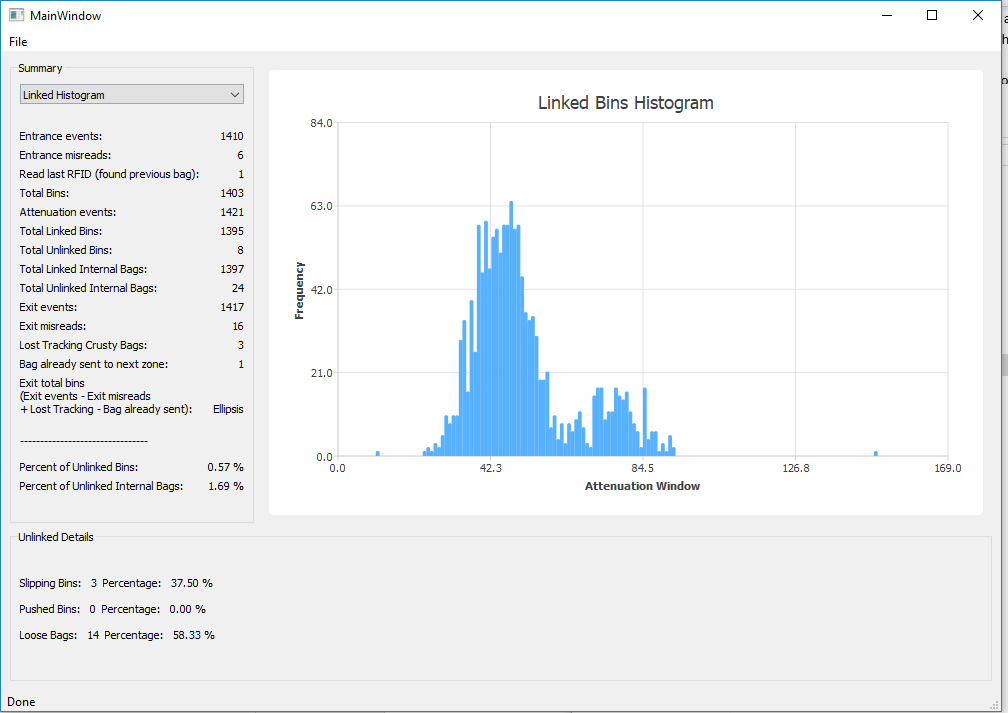 MainWindow
File
Summary
Linked Histogram
Entrance events: 1410
Entrance misreads: 6
Read last RFID (found previous bag): 1
Total Bins: 1403
Attenuation events: 1421
Total Linked Bins: 1395
Total Unlinked Bins: 8
Total Linked Internal Bags: 1397
Total Unlinked Internal Bags: 24
Exit events: 1417
Exit misreads: 16
Lost Tracking Crusty Bags: 3
Bag already sent to next zone: 1
Exit total bins
(Exit events - Exit misreads
+ Lost Tracking - Bag already sent): Ellipsis
--------------------------------
Percent of Unlinked Bins: 0.57 %
Percent of Unlinked Internal Bags: 1.69 %
Linked Bins Histogram
84.0
63.0
42.0
21.0
0.0
Frequency
0.0 42.3 84.5 126.8 169.0
Attenuation Window
Unlinked Details
Slipping Bins: 3 Percentage: 37.50 %
Pushed Bins: 0 Percentage: 0.00 %
Loose Bags: 14 Percentage: 58.33 %
Done